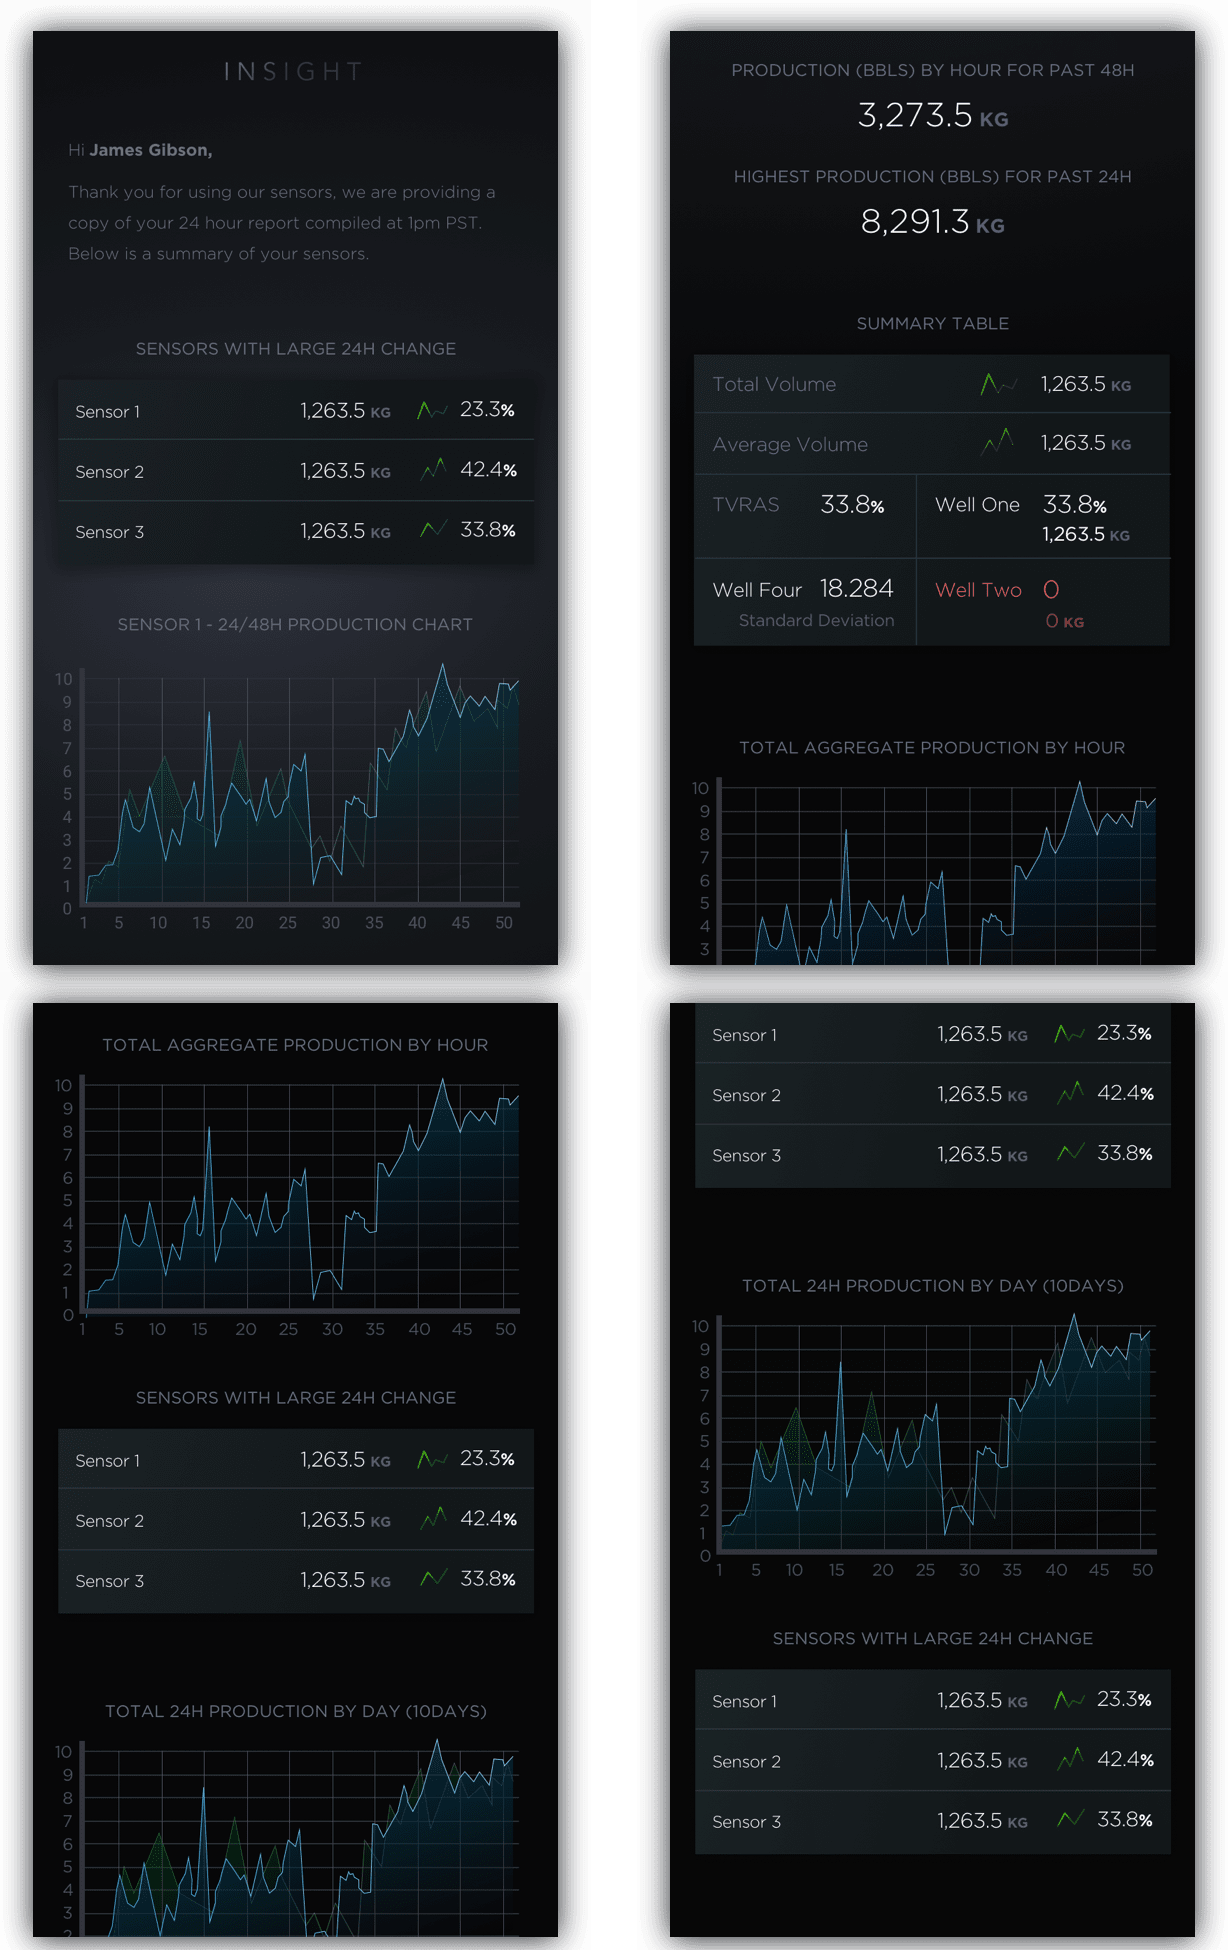 INSIGHT
Hi James Gibson,
Thank you for using our sensors, we are providing a
copy of your 24 hour report compiled at 1pm PST.
Below is a summary of your sensors.
SENSORS WITH LARGE 24H CHANGE
Sensor 1 1,263.5 KG 23.3%
Sensor 2 1,263.5 KG 42.4%
Sensor 3 1,263.5 KG 33.8%
SENSOR 1 - 24/48H PRODUCTION CHART
10
9
8
7
6
5
4
3
2
1
0
1 5 10 15 20 25 30 35 40 45 50
PRODUCTION (BBLS) BY HOUR FOR PAST 48H
3,273.5 KG
HIGHEST PRODUCTION (BBLS) FOR PAST 24H
8,291.3 KG
SUMMARY TABLE
Total Volume 1,263.5 KG
Average Volume 1,263.5 KG
TVRAS 33.8% Well One 33.8%
1,263.5 KG
Well Four 18.284 Well Two 0
Standard Deviation 0 KG
TOTAL AGGREGATE PRODUCTION BY HOUR
10
9
8
7
6
5
4
3
TOTAL AGGREGATE PRODUCTION BY HOUR
10
9
8
7
6
5
4
3
2
1
0
1 5 10 15 20 25 30 35 40 45 50
SENSORS WITH LARGE 24H CHANGE
Sensor 1 1,263.5 KG 23.3%
Sensor 2 1,263.5 KG 42.4%
Sensor 3 1,263.5 KG 33.8%
TOTAL 24H PRODUCTION BY DAY (10DAYS)
10
9
8
7
6
5
4
3
2
Sensor 1 1,263.5 KG 23.3%
Sensor 2 1,263.5 KG 42.4%
Sensor 3 1,263.5 KG 33.8%
TOTAL 24H PRODUCTION BY DAY (10DAYS)
10
9
8
7
6
5
4
3
2
1
0
1 5 10 15 20 25 30 35 40 45 50
SENSORS WITH LARGE 24H CHANGE
Sensor 1 1,263.5 KG 23.3%
Sensor 2 1,263.5 KG 42.4%
Sensor 3 1,263.5 KG 33.8%